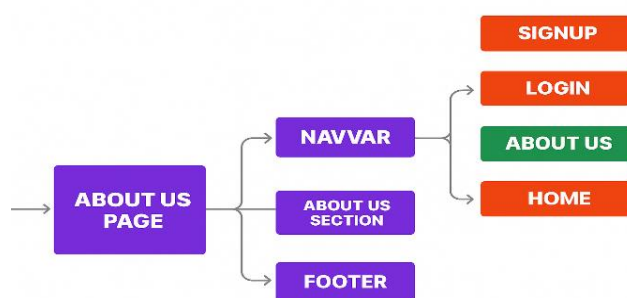 SIGNUP
LOGIN
NAVVAR
ABOUT US
ABOUT US
PAGE
ABOUT US
SECTION
HOME
FOOTER